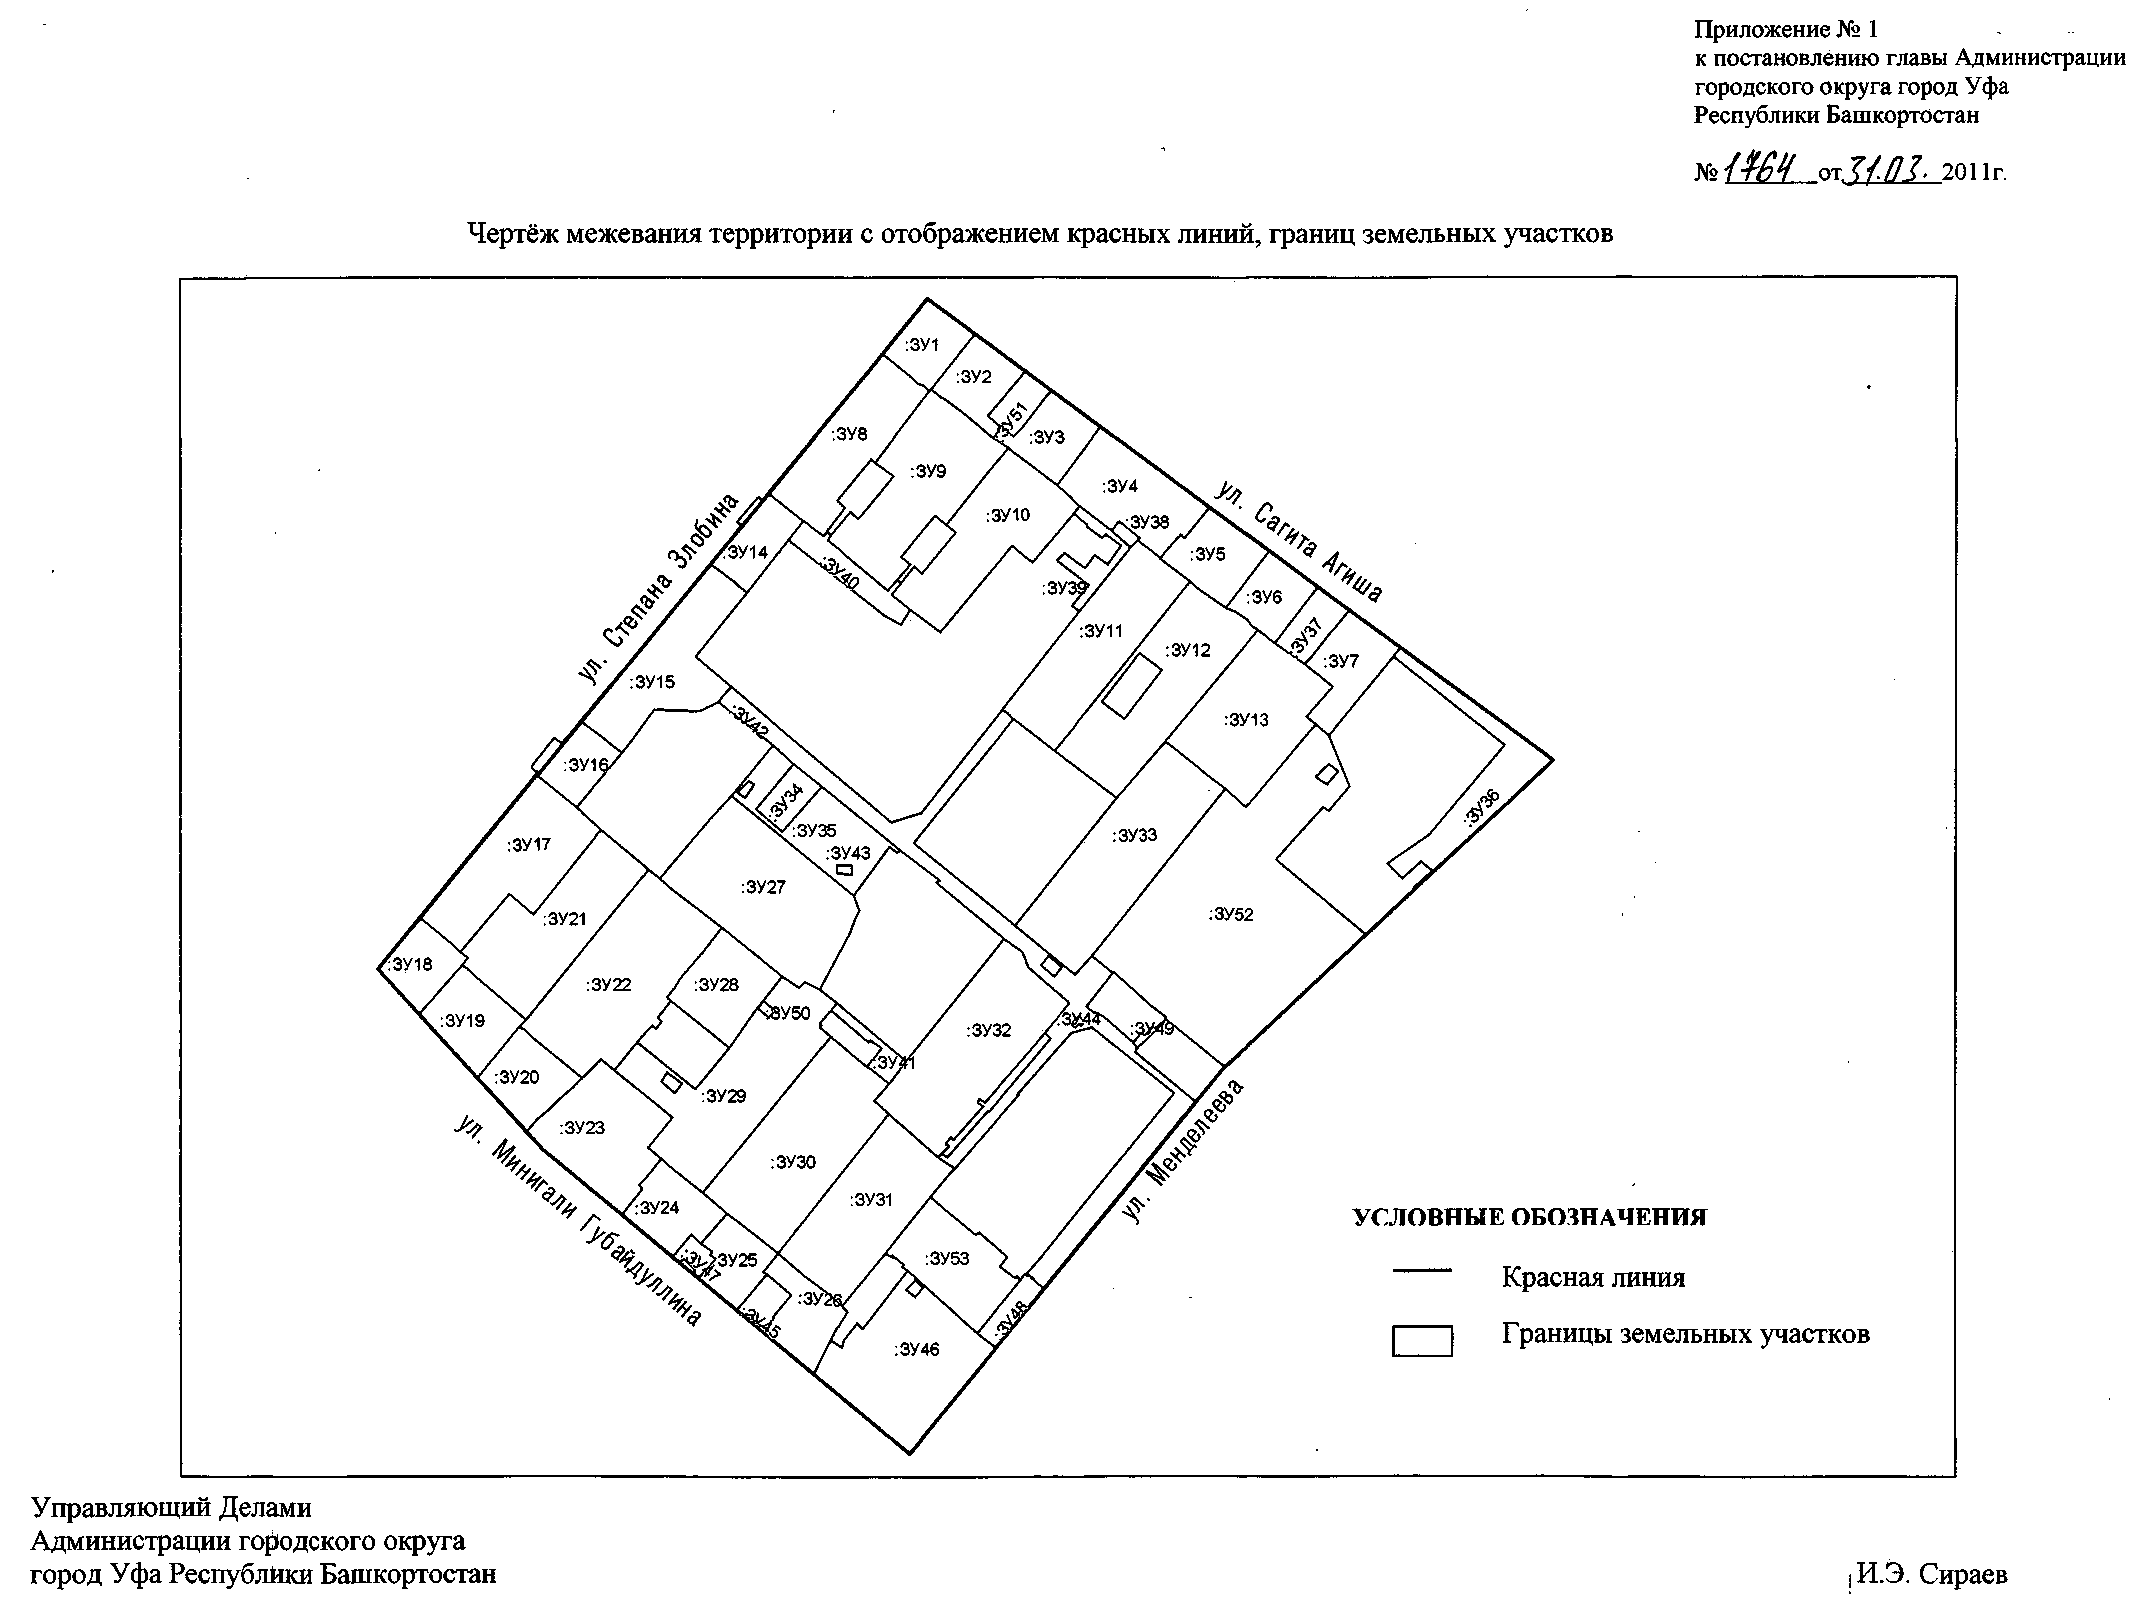 Приложение № 1
к постановлению главы Администрации
городского округа город Уфа
Республики Башкортостан
№ 1764 от 31.03. 2011г.
Чертёж межевания территории с отображением красных линий, границ земельных участков
:ЗУ1
:ЗУ2
:ЗУ51
:ЗУ3
:ЗУ8
:ЗУ9
:ЗУ4
:ЗУ10
:ЗУ38
ул. Сагита Агиша
ул. Степана Злобина
:ЗУ14
:ЗУ40
:ЗУ5
:ЗУ39
:ЗУ6
:ЗУ11
:ЗУ37
:ЗУ12
:ЗУ7
:ЗУ15
:ЗУ42
:ЗУ13
:ЗУ16
:ЗУ34
:ЗУ36
:ЗУ35
:ЗУ33
:ЗУ17
:ЗУ43
:ЗУ27
:ЗУ21
:ЗУ52
:ЗУ18
:ЗУ22
:ЗУ28
:ЗУ50
:ЗУ19
:ЗУ32
:ЗУ44
:ЗУ49
:ЗУ41
:ЗУ20
:ЗУ29
:ЗУ23
ул. Менделеева
:ЗУ30
ул. Минигали Губайдуллина
:ЗУ31
:ЗУ24
:ЗУ25
:ЗУ47
:ЗУ53
:ЗУ26
:ЗУ45
:ЗУ48
:ЗУ46
УСЛОВНЫЕ ОБОЗНАЧЕНИЯ
Красная линия
Границы земельных участков
Управляющий Делами
Администрации городского округа
город Уфа Республики Башкортостан
И.Э. Сираев